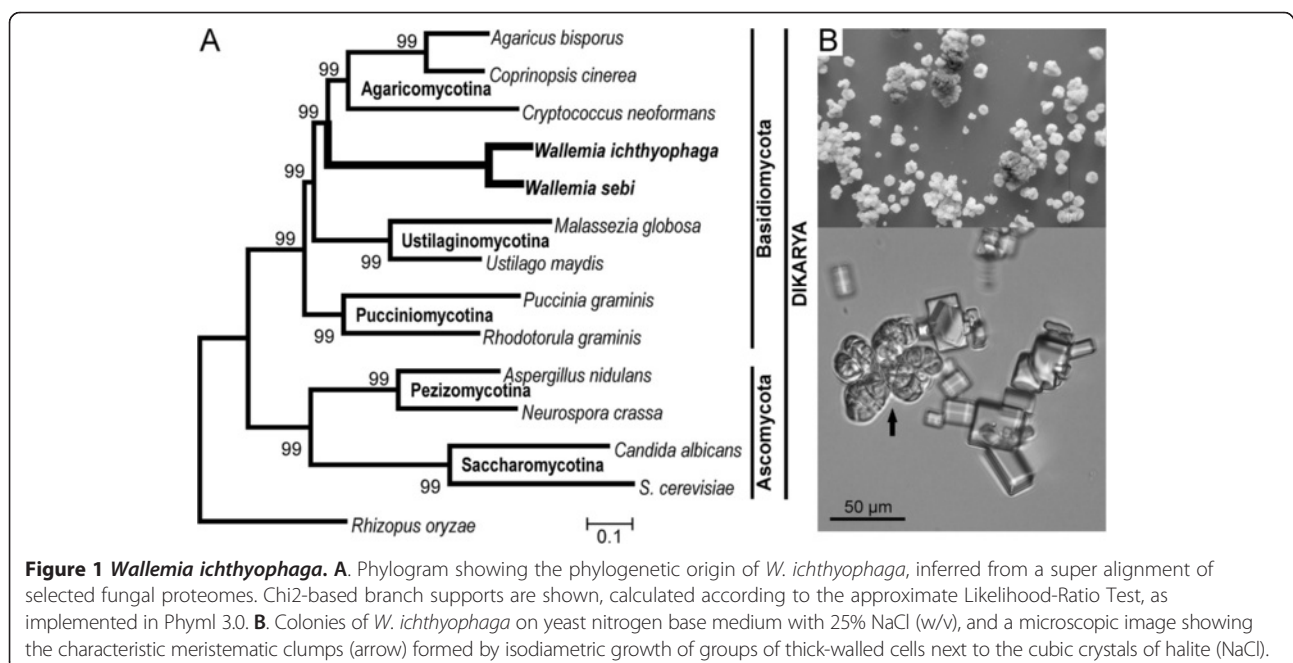 A
99
Agaricus bisporus
99
Coprinopsis cinerea
Agaricomycotina
99
Cryptococcus neoformans
99
Wallemia ichthyophaga
Wallemia sebi
99
Malassezia globosa
Ustilaginomycotina
99
Ustilago maydis
Puccinia graminis
Pucciniomycotina
99
Rhodotorula graminis
99
Aspergillus nidulans
Pezizomycotina
Neurospora crassa
99
Candida albicans
Saccharomycotina
99
S. cerevisiae
Rhizopus oryzae
0.1
Basidiomycota
Ascomycota
DIKARYA
B
50 µm
Figure 1 Wallemia ichthyophaga. A. Phylogram showing the phylogenetic origin of W. ichthyophaga, inferred from a super alignment of
selected fungal proteomes. Chi2-based branch supports are shown, calculated according to the approximate Likelihood-Ratio Test, as
implemented in Phyml 3.0. B. Colonies of W. ichthyophaga on yeast nitrogen base medium with 25% NaCl (w/v), and a microscopic image showing
the characteristic meristematic clumps (arrow) formed by isodiametric growth of groups of thick-walled cells next to the cubic crystals of halite (NaCl).